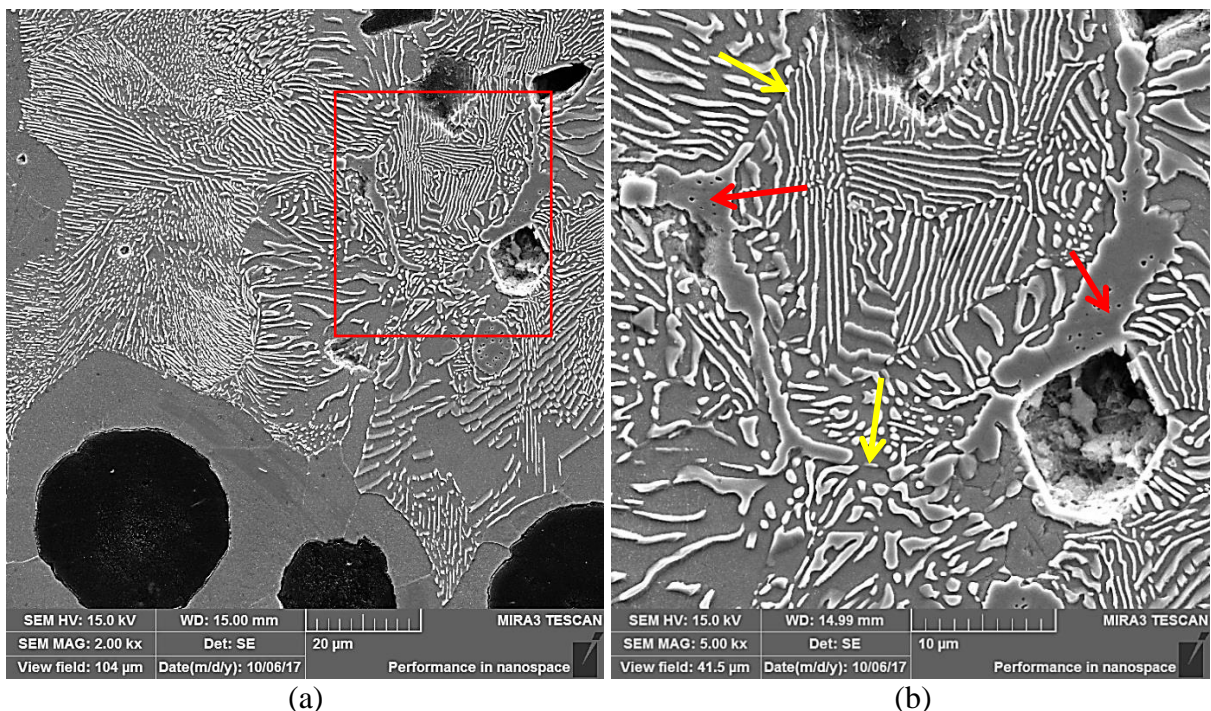 SEM HV: 15.0 kV WD: 15.00 mm MIRA3 TESCAN
SEM MAG: 2.00 kx Det: SE 20 µm
View field: 104 µm Date(m/d/y): 10/06/17 Performance in nanospace
(a)
SEM HV: 15.0 kV WD: 14.99 mm MIRA3 TESCAN
SEM MAG: 5.00 kx Det: SE 10 µm
View field: 41.5 µm Date(m/d/y): 10/06/17 Performance in nanospace
(b)